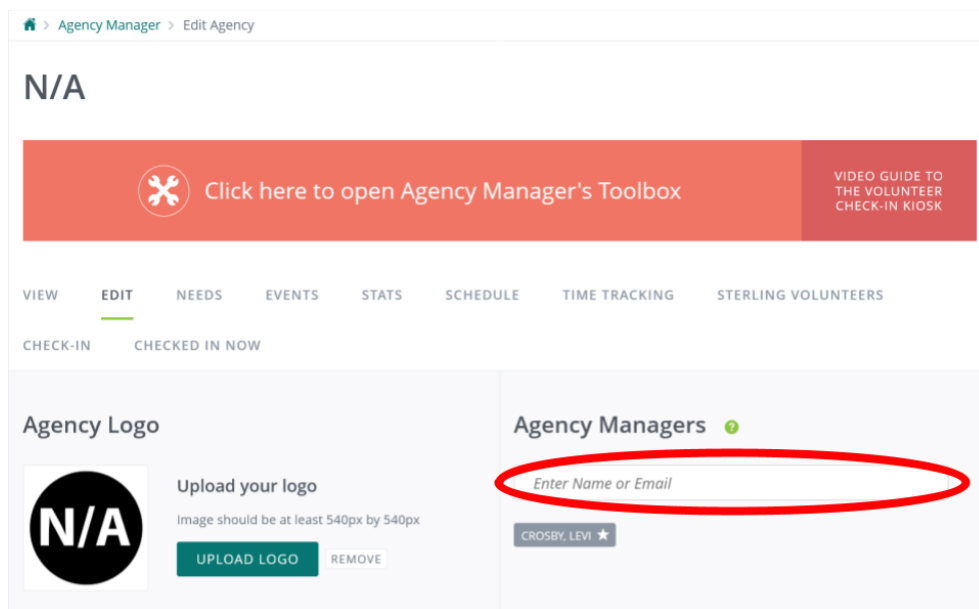 Agency Manager > Edit Agency
N/A
Click here to open Agency Manager's Toolbox
VIDEO GUIDE TO
THE VOLUNTEER
CHECK-IN KIOSK
VIEW EDIT NEEDS EVENTS STATS SCHEDULE TIME TRACKING STERLING VOLUNTEERS
CHECK-IN CHECKED IN NOW
Agency Logo
N/A
Upload your logo
Image should be at least 540px by 540px
UPLOAD LOGO REMOVE
Agency Managers ?
Enter Name or Email
CROSBY, LEVI ★